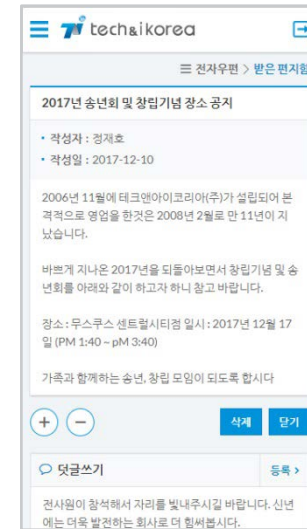 tech&ikorea
전자우편 > 받은 편지함
2017년 송년회 및 창립기념 장소 공지
• 작성자 : 정재호
• 작성일 : 2017-12-10
2006년 11월에 테크앤아이코리아(주)가 설립되어 본
격적으로 영업을 한것은 2008년 2월로 만 11년이 지
났습니다.
바쁘게 지나온 2017년을 되돌아보면서 창립기념 및 송
년회를 아래와 같이 하고자 하니 참고 바랍니다.
장소 : 무스쿠스 센트럴시티점 일시 : 2017년 12월 17
일 (PM 1:40 ~ pM 3:40)
가족과 함께하는 송년, 창립 모임이 되도록 합시다
삭제 닫기
덧글쓰기 등록 >
전사원이 참석해서 자리를 빛내주시길 바랍니다. 신년
에는 더욱 발전하는 회사로 더 힘써봅시다.